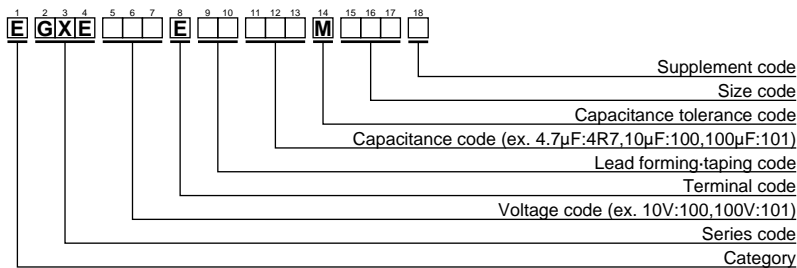 1 2 3 4 5 6 7 8 9 10 11 12 13 14 15 16 17 18
E G X E E M
Supplement code
Size code
Capacitance tolerance code
Capacitance code (ex. 4.7μF:4R7,10μF:100,100μF:101)
Lead forming·taping code
Terminal code
Voltage code (ex. 10V:100,100V:101)
Series code
Category